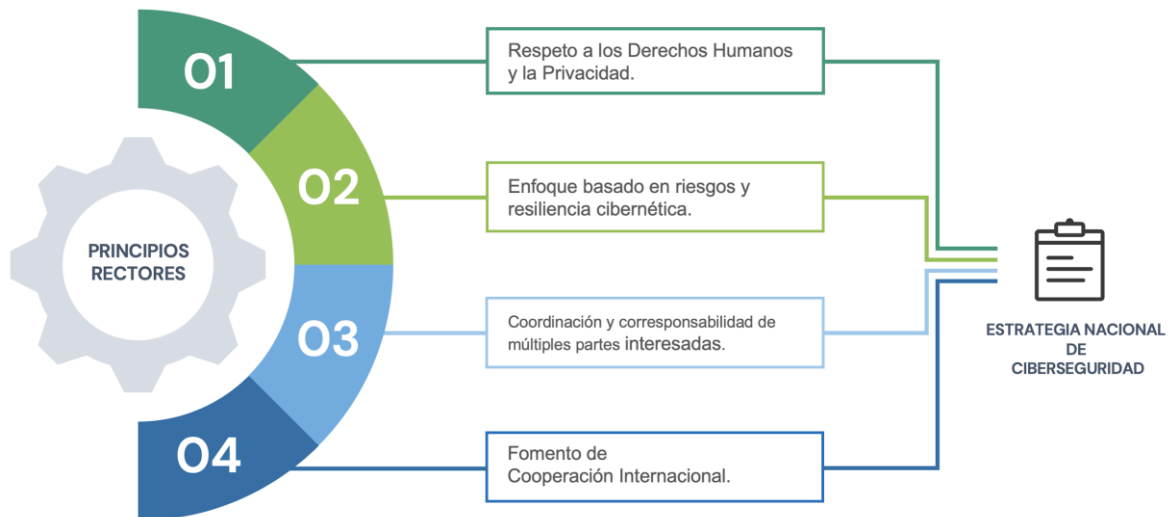 PRINCIPIOS
RECTORES
01
Respeto a los Derechos Humanos
y la Privacidad.
02
Enfoque basado en riesgos y
resiliencia cibernética.
03
Coordinación y corresponsabilidad de
múltiples partes interesadas.
04
Fomento de
Cooperación Internacional.
ESTRATEGIA NACIONAL
DE
CIBERSEGURIDAD